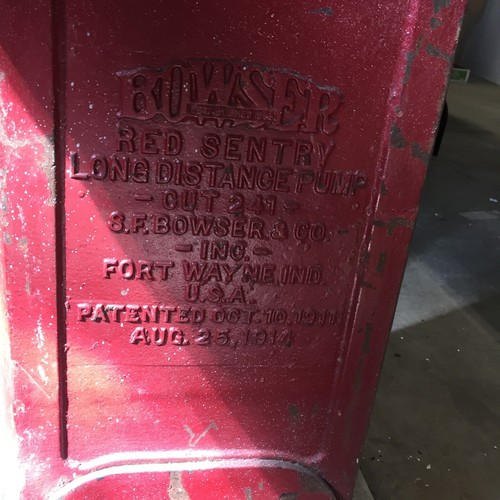 BOWSER
RED SENTRY
LONG DISTANCE PUMP
- CUT 241 -
S.F. BOWSER & CO.
- INC. -
FORT WAYNE, IND.
U.S.A.
PATENTED OCT. 10, 1911
AUG. 25, 1914